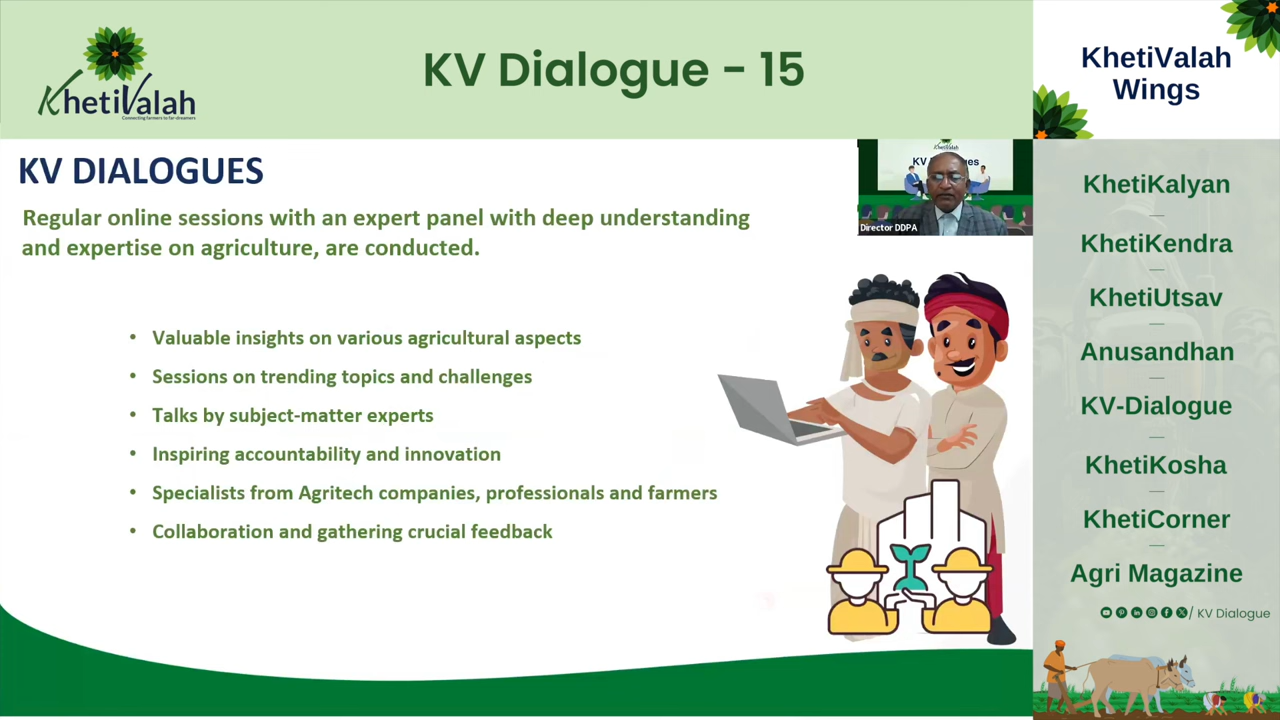 KhetiValah
Connecting farmers to far dreamers
KV Dialogue - 15
KhetiValah
Wings
KV DIALOGUES
Regular online sessions with an expert panel with deep understanding
and expertise on agriculture, are conducted.
KhetiValah
Director DDPA
• Valuable insights on various agricultural aspects
• Sessions on trending topics and challenges
• Talks by subject-matter experts
• Inspiring accountability and innovation
• Specialists from Agritech companies, professionals and farmers
• Collaboration and gathering crucial feedback
KhetiKalyan
KhetiKendra
KhetiUtsav
Anusandhan
KV-Dialogue
KhetiKosha
KhetiCorner
Agri Magazine
/ KV Dialogue